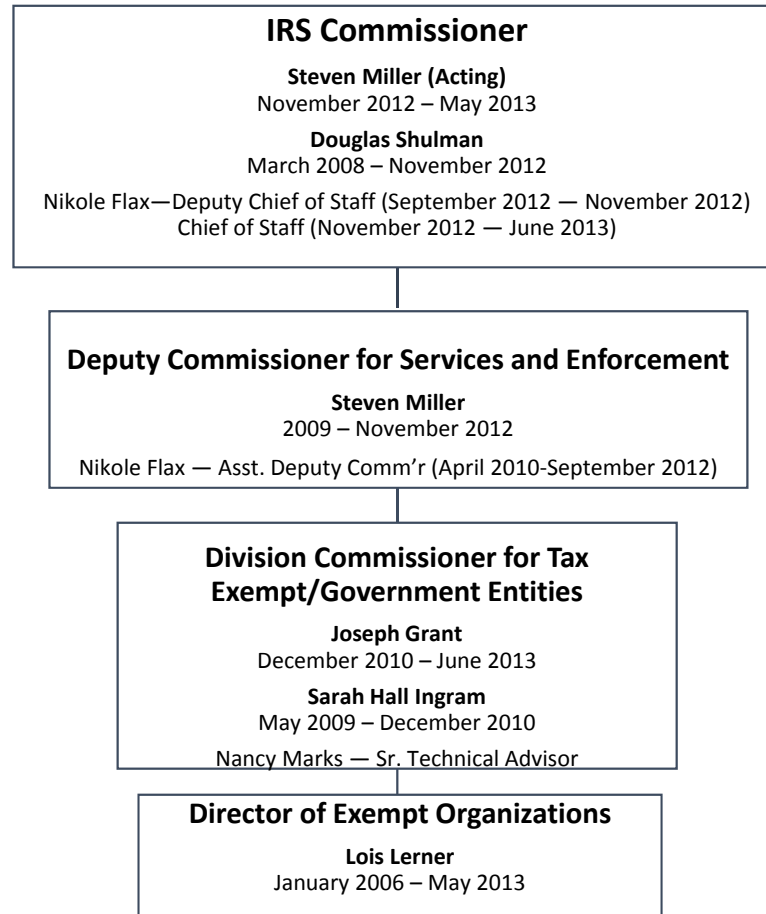 IRS Commissioner
Steven Miller (Acting)
November 2012 – May 2013
Douglas Shulman
March 2008 – November 2012
Nikole Flax—Deputy Chief of Staff (September 2012 — November 2012)
Chief of Staff (November 2012 — June 2013)
Deputy Commissioner for Services and Enforcement
Steven Miller
2009 – November 2012
Nikole Flax — Asst. Deputy Comm'r (April 2010-September 2012)
Division Commissioner for Tax
Exempt/Government Entities
Joseph Grant
December 2010 – June 2013
Sarah Hall Ingram
May 2009 – December 2010
Nancy Marks — Sr. Technical Advisor
Director of Exempt Organizations
Lois Lerner
January 2006 – May 2013